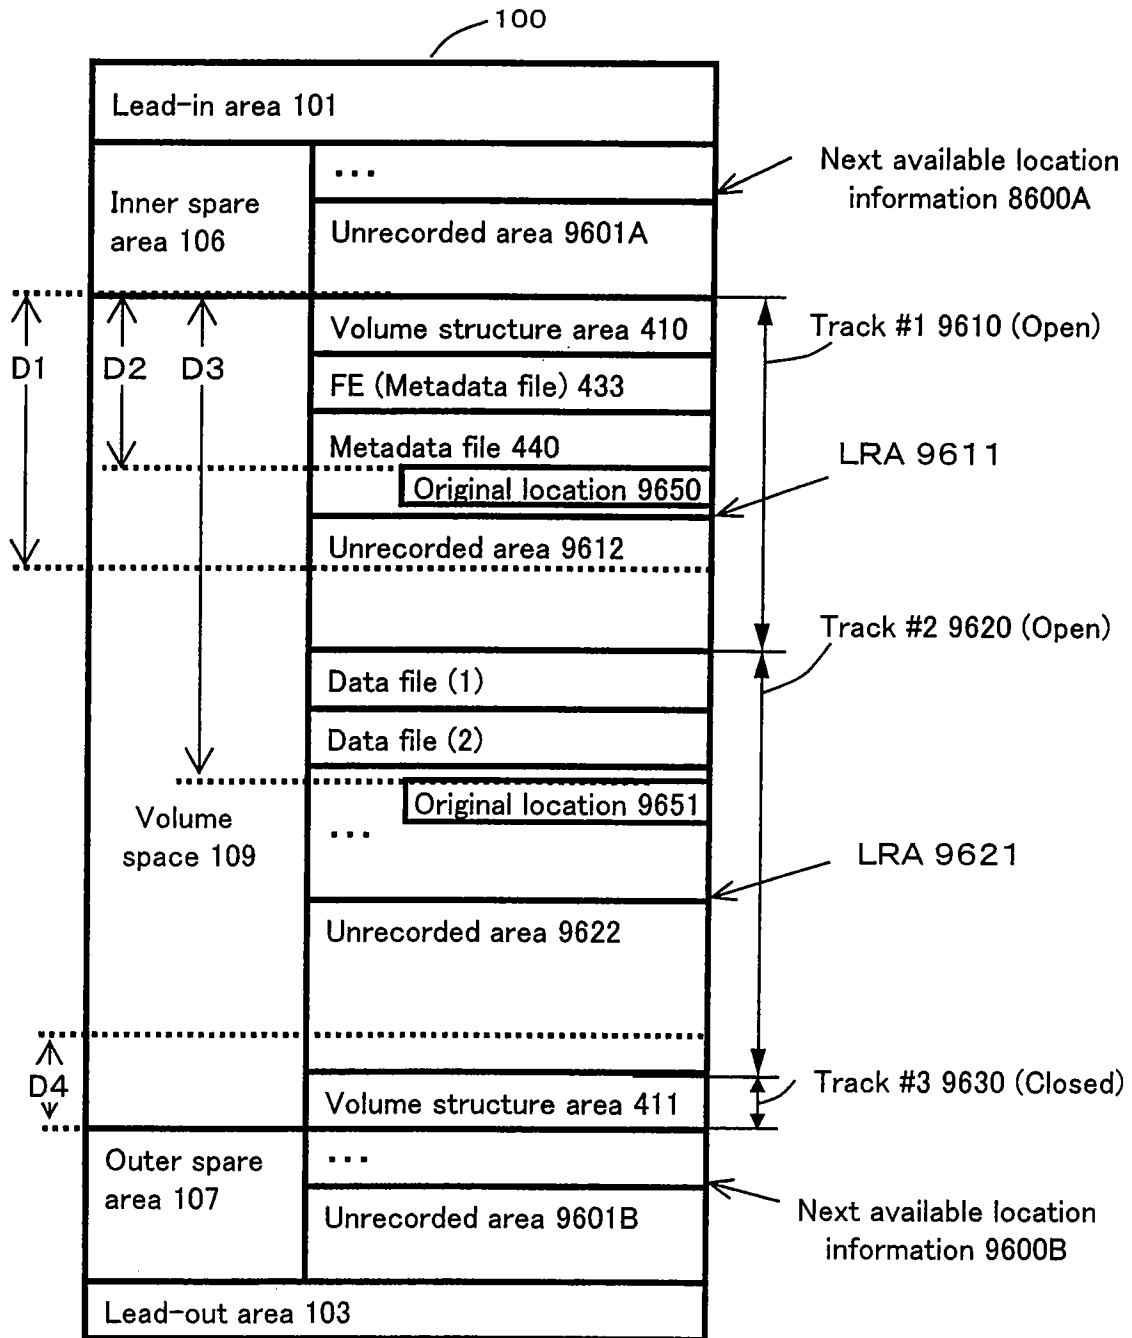 100
Lead-in area 101
...
Next available location
information 8600A
Inner spare
area 106
Unrecorded area 9601A
Volume structure area 410
Track #1 9610 (Open)
D1
D2
D3
FE (Metadata file) 433
Metadata file 440
LRA 9611
Original location 9650
Unrecorded area 9612
Track #2 9620 (Open)
Data file (1)
Data file (2)
Original location 9651
Volume
space 109
...
LRA 9621
Unrecorded area 9622
D4
Track #3 9630 (Closed)
Volume structure area 411
Outer spare
area 107
...
Unrecorded area 9601B
Next available location
information 9600B
Lead-out area 103